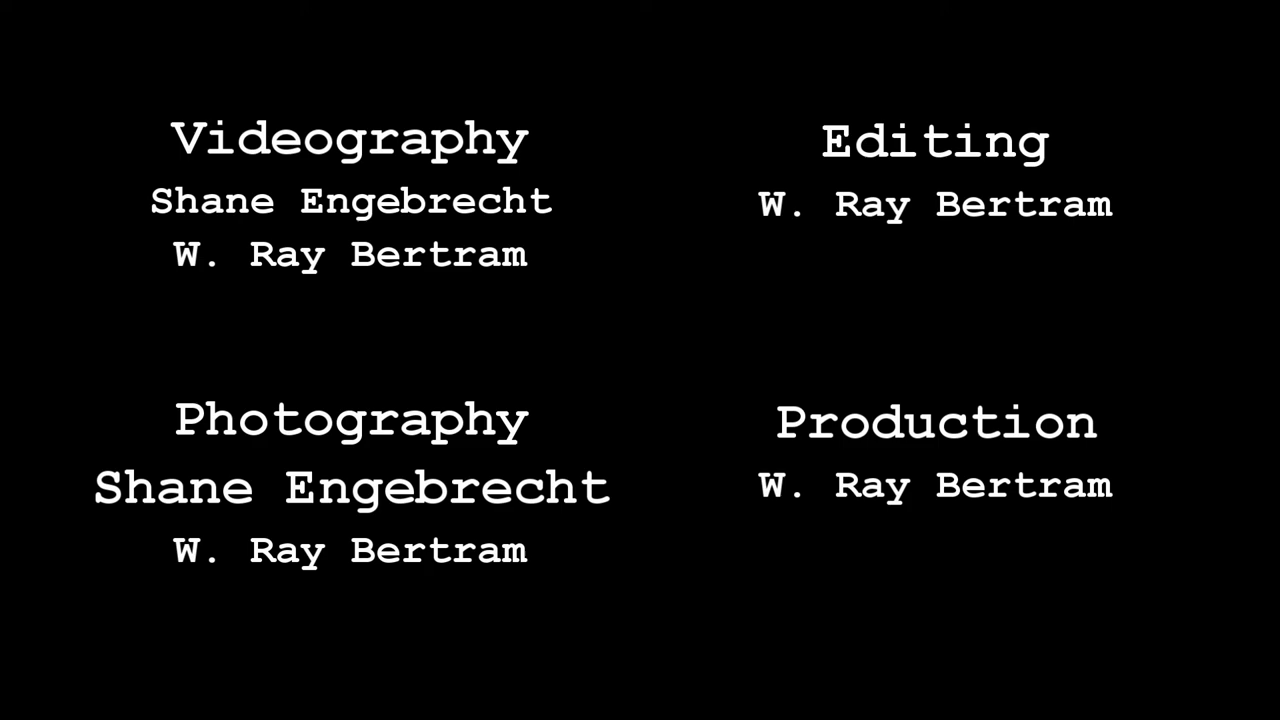 Videography
Shane Engebrecht
W. Ray Bertram
Editing
W. Ray Bertram
Photography
Shane Engebrecht
W. Ray Bertram
Production
W. Ray Bertram